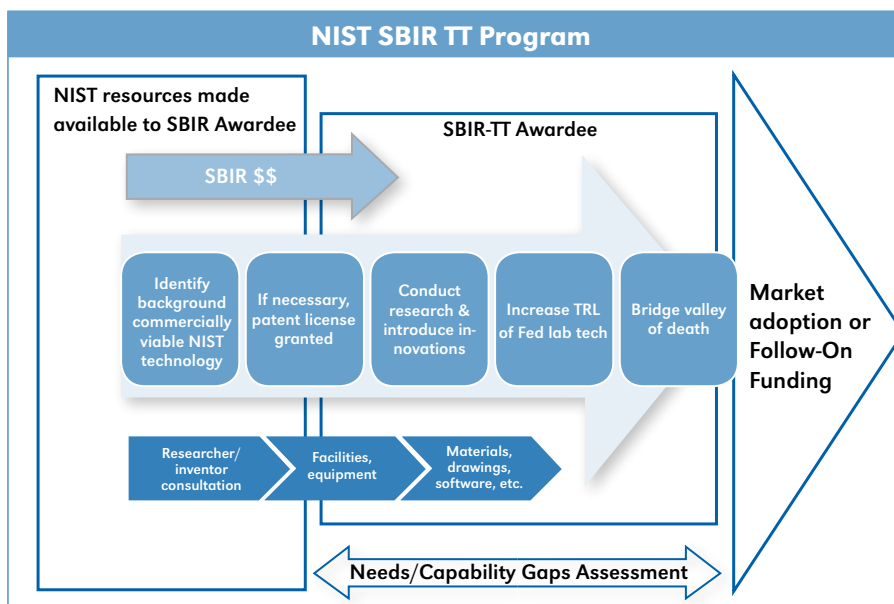 NIST SBIR TT Program
NIST resources made
available to SBIR Awardee
SBIR-TT Awardee
SBIR $$
Identify
background
commercially
viable NIST
technology
If necessary,
patent license
granted
Conduct
research &
introduce in-
novations
Increase TRL
of Fed lab tech
Bridge valley
of death
Market
adoption or
Follow-On
Funding
Researcher/
inventor
consultation
Facilities,
equipment
Materials,
drawings,
software, etc.
Needs/Capability Gaps Assessment